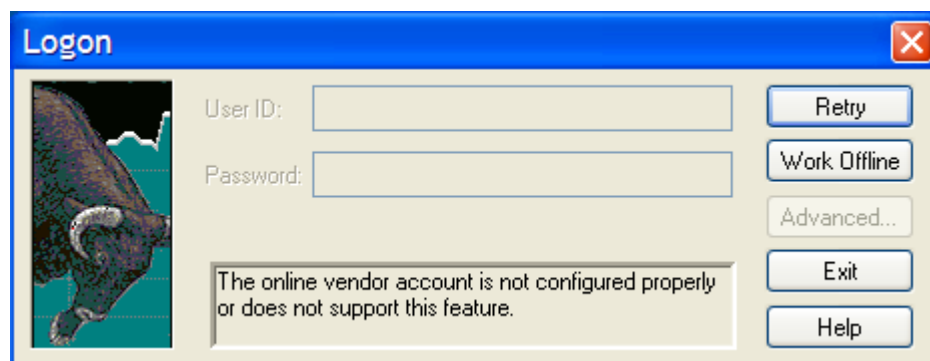 Logon
User ID:
Password:
Retry
Work Offline
Advanced...
Exit
Help
The online vendor account is not configured properly
or does not support this feature.